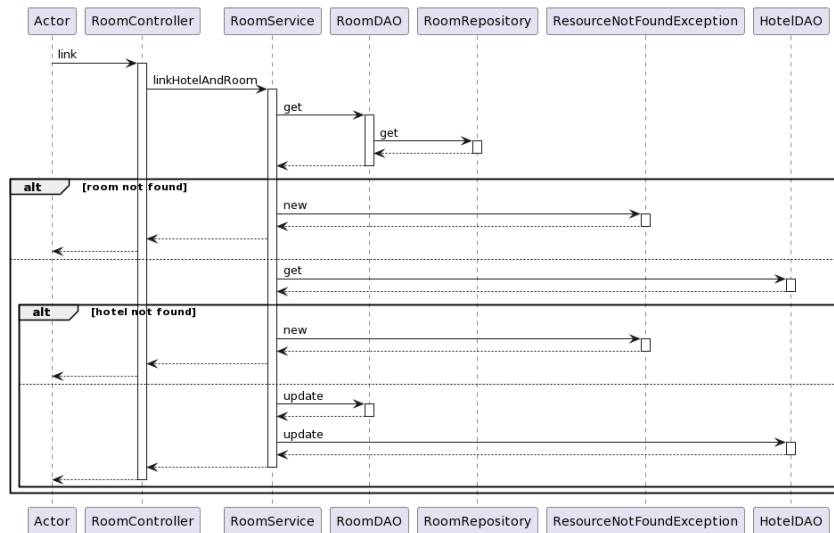 Actor RoomController RoomService RoomDAO RoomRepository ResourceNotFoundException HotelDAO
link
linkHotelAndRoom
get
get
alt [room not found]
new
get
alt [hotel not found]
new
update
update
Actor RoomController RoomService RoomDAO RoomRepository ResourceNotFoundException HotelDAO